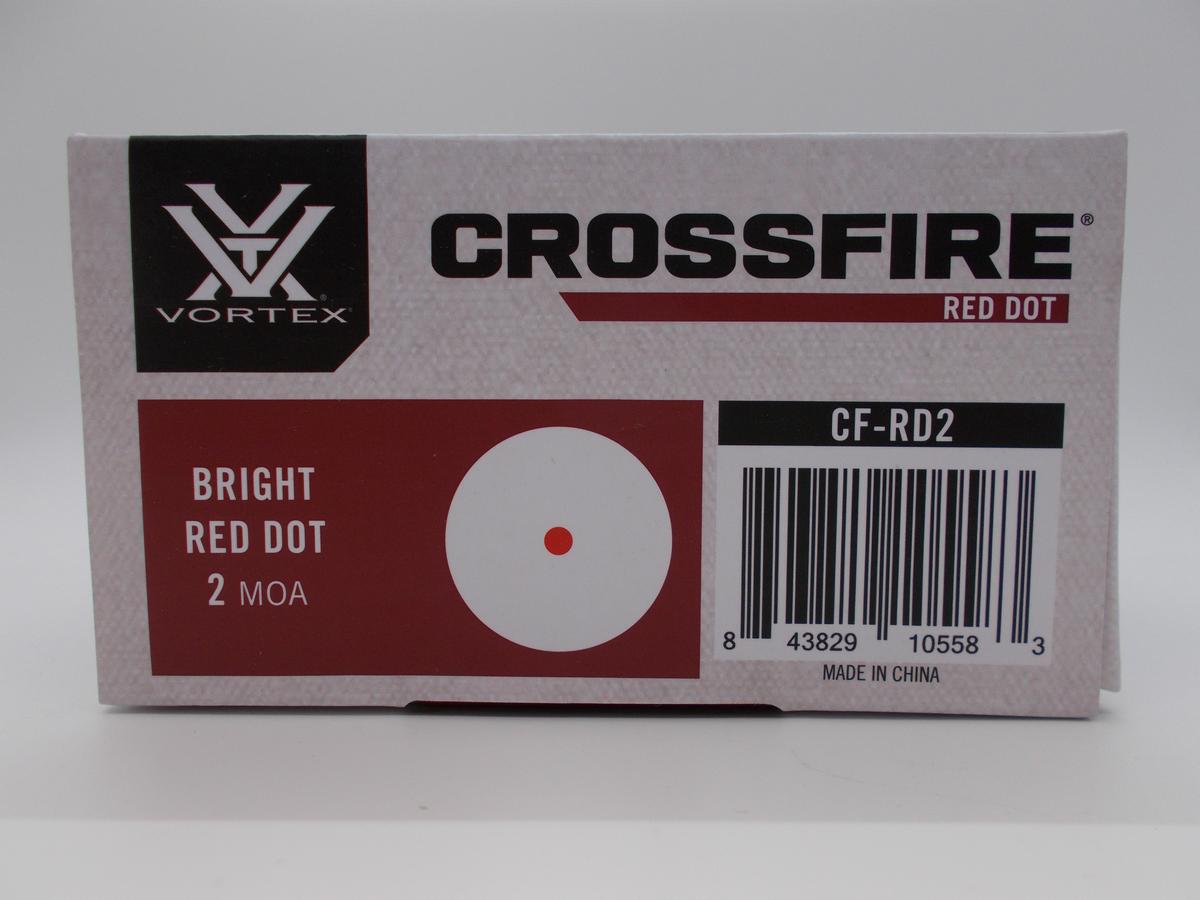 VORTEX®
CROSSFIRE®
RED DOT
BRIGHT
RED DOT
2 MOA
CF-RD2
8 43829 10558 3
MADE IN CHINA